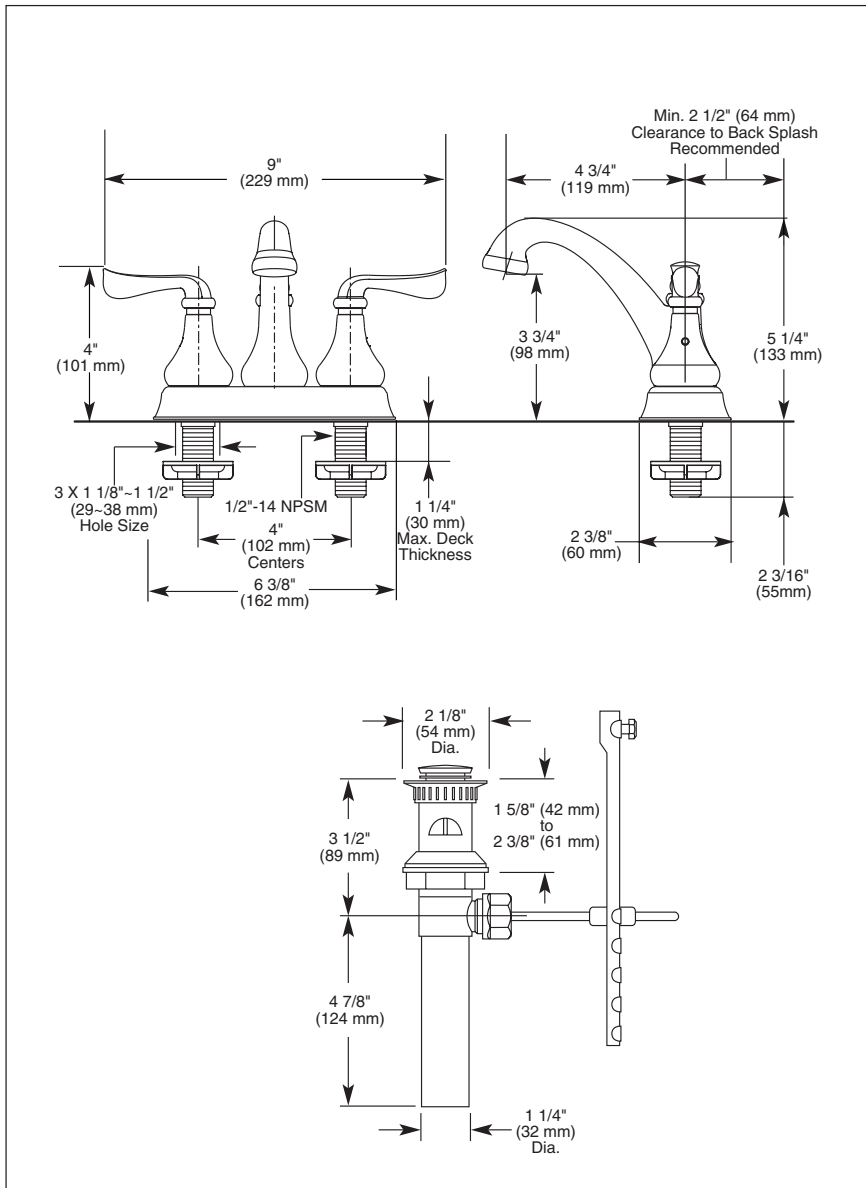 Min. 2 1/2" (64 mm)
Clearance to Back Splash
Recommended
9"
(229 mm)
4 3/4"
(119 mm)
4"
(101 mm)
3 3/4"
(98 mm)
5 1/4"
(133 mm)
3 X 1 1/8"~1 1/2"
(29~38 mm)
Hole Size
1/2"-14 NPSM
4"
(102 mm)
Centers
1 1/4"
(30 mm)
Max. Deck
Thickness
6 3/8"
(162 mm)
2 3/8"
(60 mm)
2 3/16"
(55mm)
2 1/8"
(54 mm)
Dia.
3 1/2"
(89 mm)
1 5/8" (42 mm)
to
2 3/8" (61 mm)
4 7/8"
(124 mm)
1 1/4"
(32 mm)
Dia.